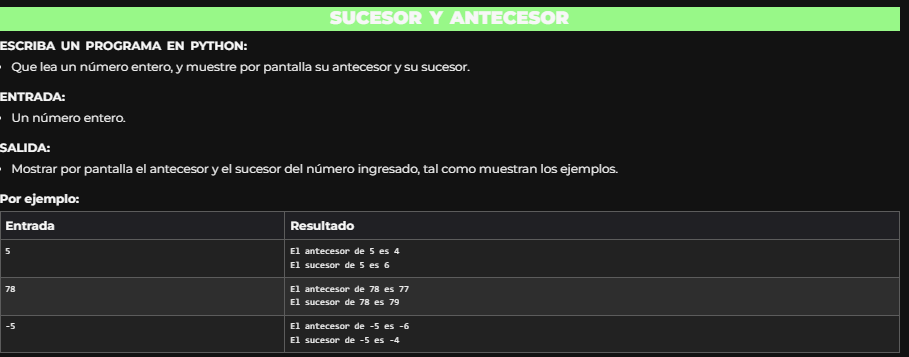 SUCESOR Y ANTECESOR
ESCRIBA UN PROGRAMA EN PYTHON:
• Que lea un número entero, y muestre por pantalla su antecesor y su sucesor.
ENTRADA:
• Un número entero.
SALIDA:
• Mostrar por pantalla el antecesor y el sucesor del número ingresado, tal como muestran los ejemplos.
Por ejemplo:
Entrada Resultado
5 El antecesor de 5 es 4
El sucesor de 5 es 6
78 El antecesor de 78 es 77
El sucesor de 78 es 79
-5 El antecesor de -5 es -6
El sucesor de -5 es -4